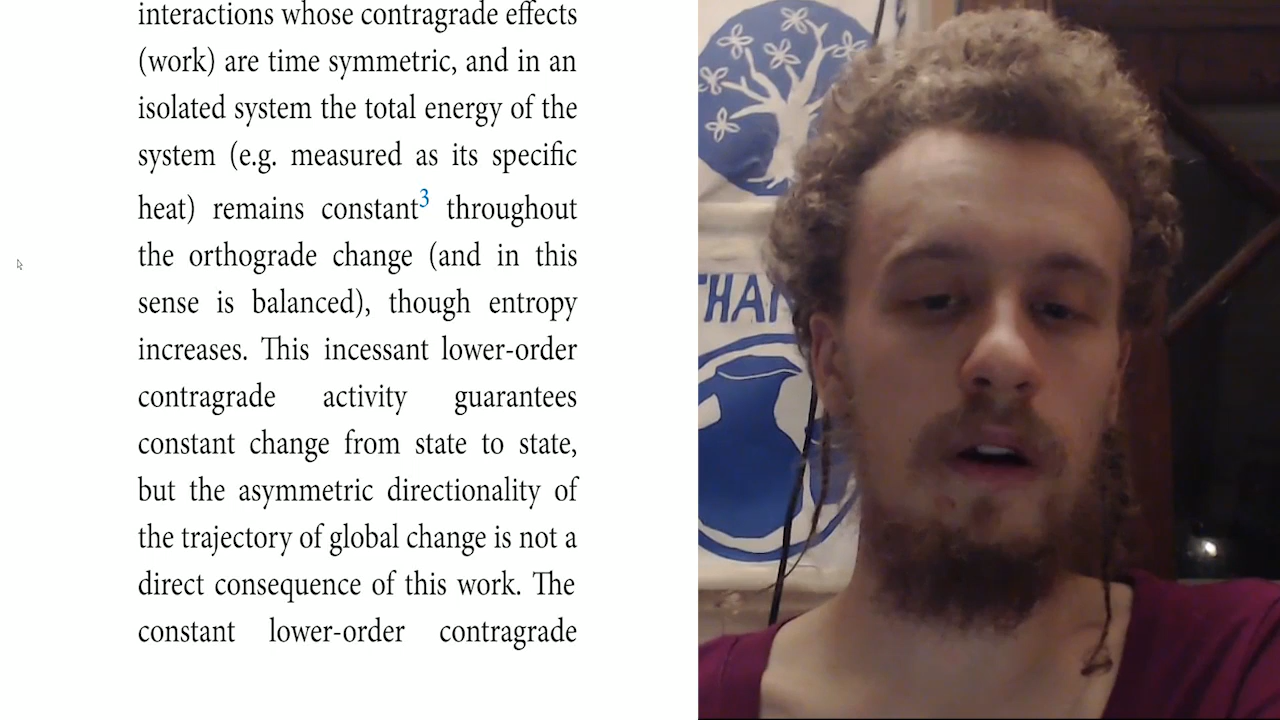 interactions whose contragrade effects
(work) are time symmetric, and in an
isolated system the total energy of the
system (e.g. measured as its specific
heat) remains constant3 throughout
the orthograde change (and in this
sense is balanced), though entropy
increases. This incessant lower-order
contragrade activity guarantees
constant change from state to state,
but the asymmetric directionality of
the trajectory of global change is not a
direct consequence of this work. The
constant lower-order contragrade